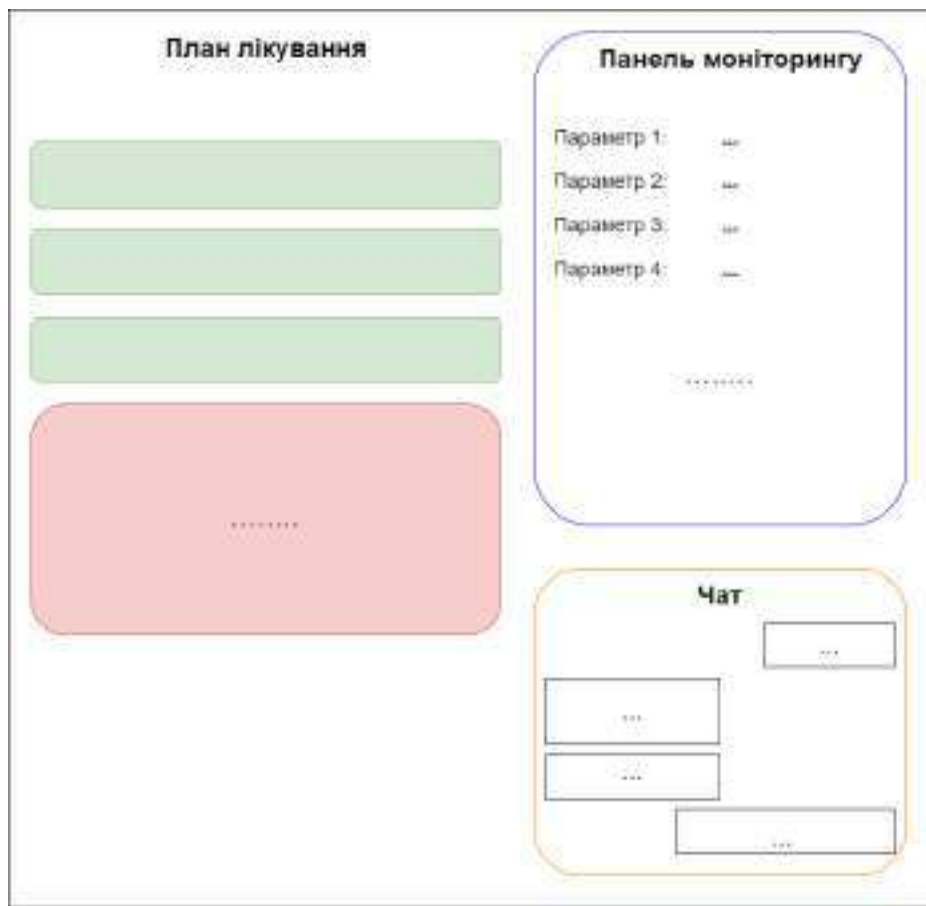 План лікування
........
Панель моніторингу
Параметр 1: ...
Параметр 2: ...
Параметр 3: ...
Параметр 4: ...
........
Чат
...
...
...
...